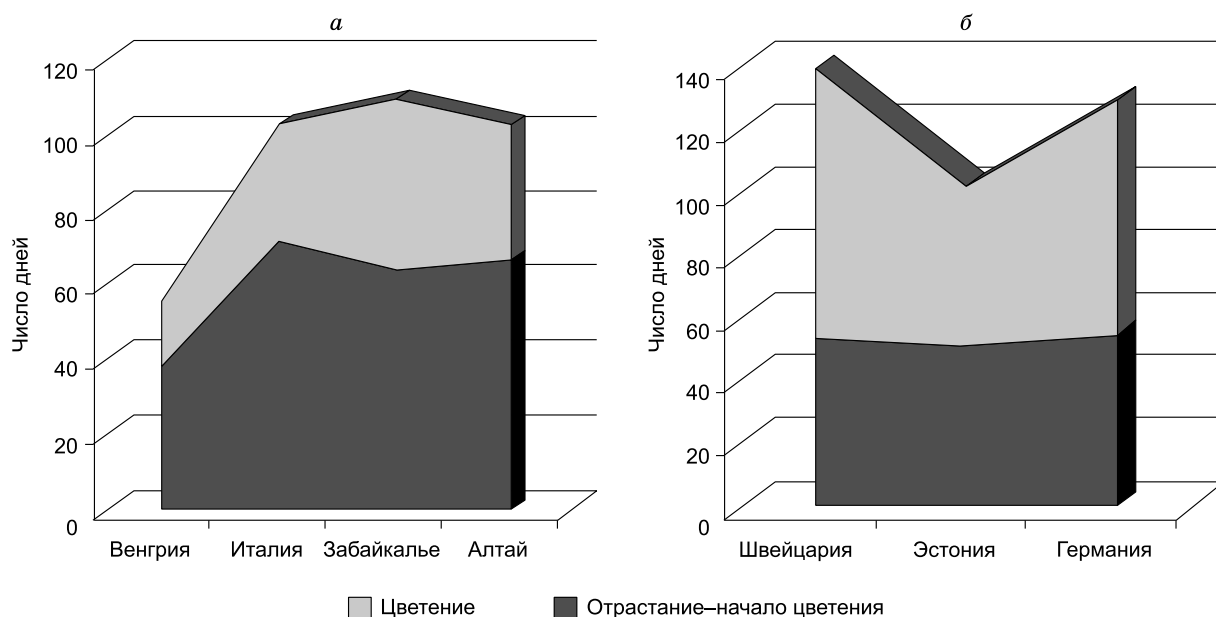 а
Число дней
120
100
80
60
40
20
0
Венгрия Италия Забайкалье Алтай
б
Число дней
140
120
100
80
60
40
20
0
Швейцария Эстония Германия
Цветение Отрастание–начало цветения